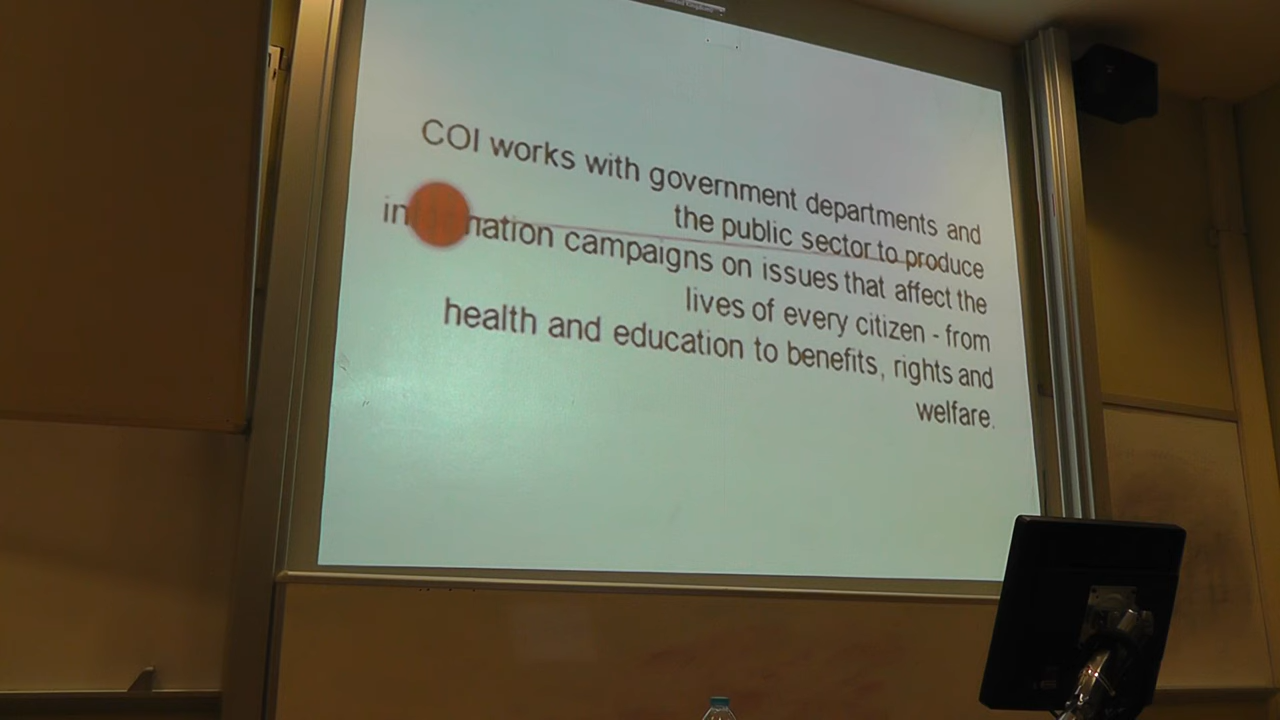 COI works with government departments and
the public sector to produce
information campaigns on issues that affect the
lives of every citizen - from
health and education to benefits, rights and
welfare.